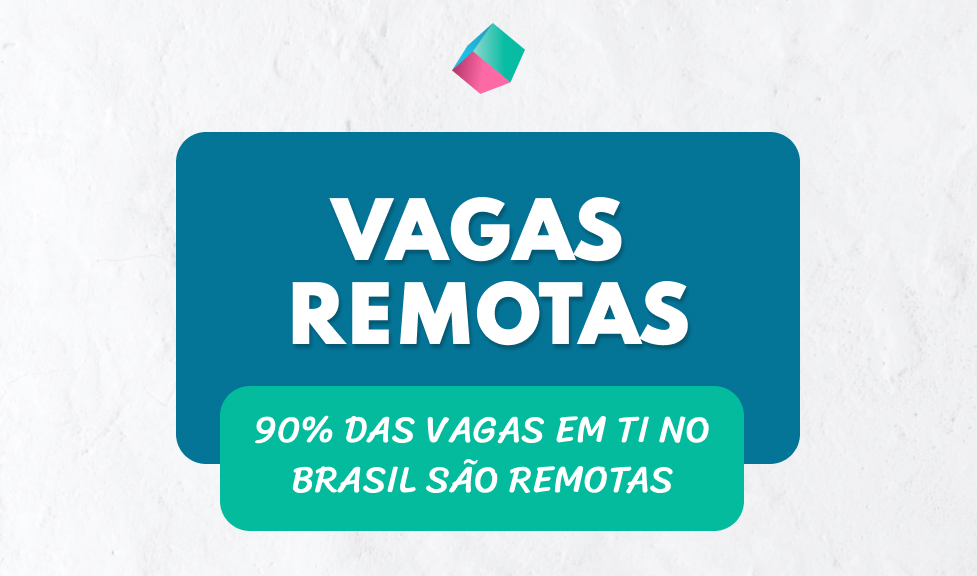 VAGAS
REMOTAS
90% DAS VAGAS EM TI NO
BRASIL SÃO REMOTAS